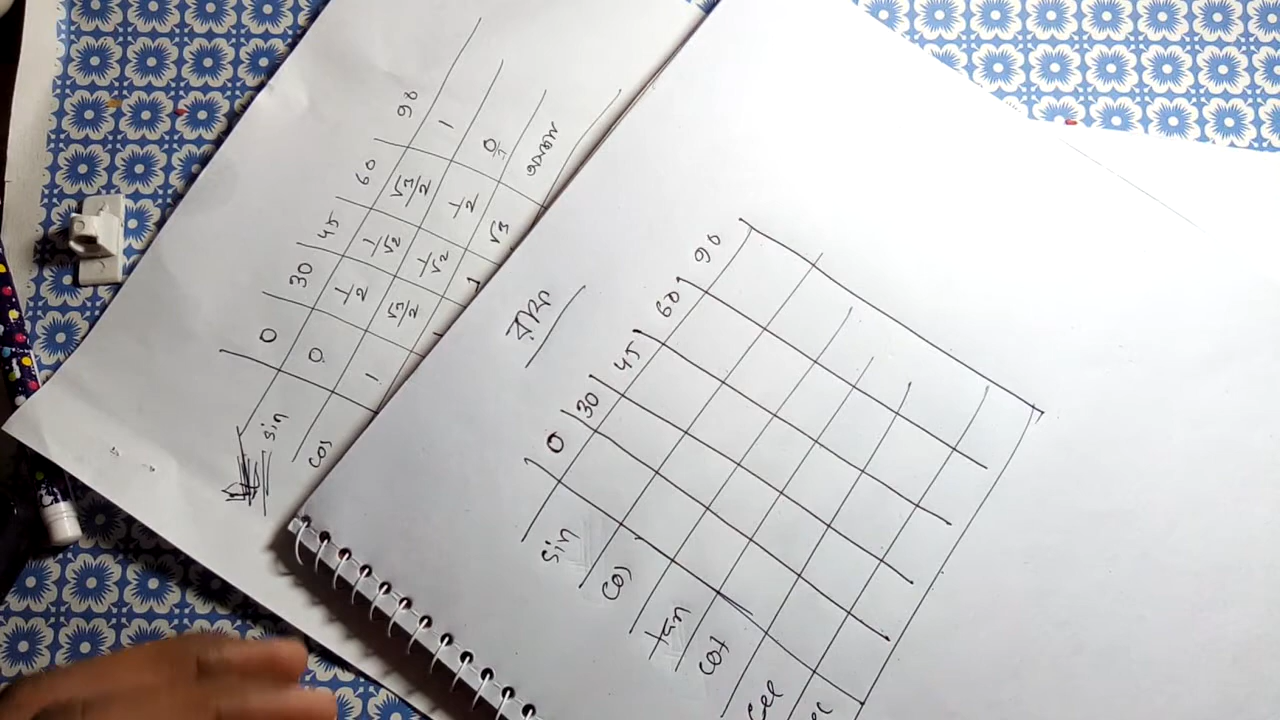 0 30 45 60 90
sin 0 1/2 1/√2 √3/2 1
cos 1 √3/2 1/√2 1/2 0
1 √3
0 30 45 60 90
sin
cos
tan
cot